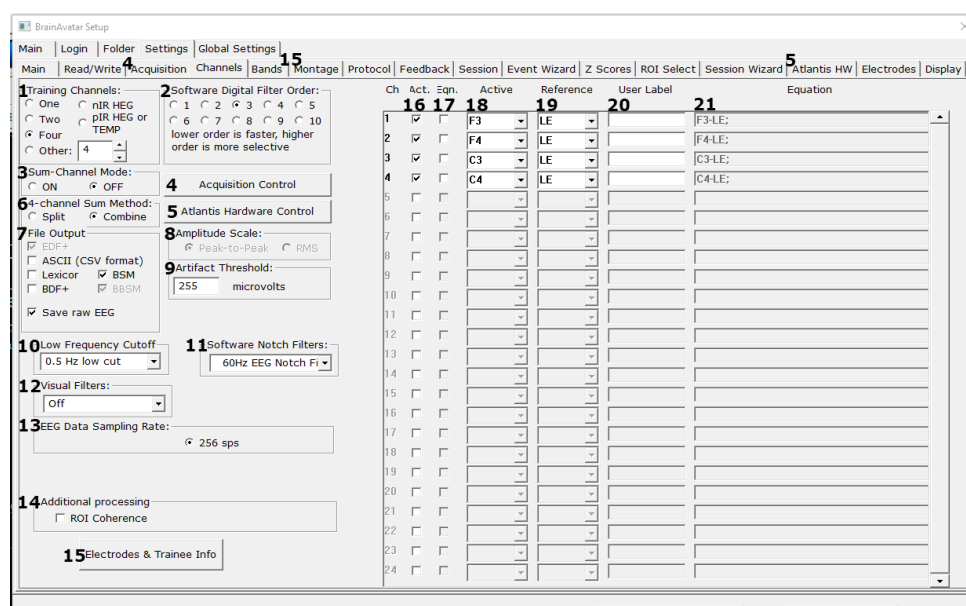 BrainAvatar Setup
Main Login Folder Settings Global Settings
4 15 5
Main Read/Write Acquisition Channels Bands Montage Protocol Feedback Session Event Wizard Z Scores ROI Select Session Wizard Atlantis HW Electrodes Display
1 Training Channels:
One nIR HEG
Two pIR HEG or TEMP
Four
Other: 4
2 Software Digital Filter Order:
1 2 3 4 5
6 7 8 9 10
lower order is faster, higher
order is more selective
3 Sum-Channel Mode:
ON OFF
4 Acquisition Control
6 4-channel Sum Method:
Split Combine
5 Atlantis Hardware Control
7 File Output
EDF+
ASCII (CSV format)
Lexicor BSM
BDF+ BBSM
Save raw EEG
8 Amplitude Scale:
Peak-to-Peak RMS
9 Artifact Threshold:
255 microvolts
10 Low Frequency Cutoff
0.5 Hz low cut
11 Software Notch Filters:
60Hz EEG Notch Fi
12 Visual Filters:
Off
13 EEG Data Sampling Rate:
256 sps
14 Additional processing
ROI Coherence
15 Electrodes & Trainee Info
Ch Act. Eqn. Active Reference User Label Equation
16 17 18 19 20 21
1 F3 LE F3-LE;
2 F4 LE F4-LE;
3 C3 LE C3-LE;
4 C4 LE C4-LE;
5
6
7
8
9
10
11
12
13
14
15
16
17
18
19
20
21
22
23
24